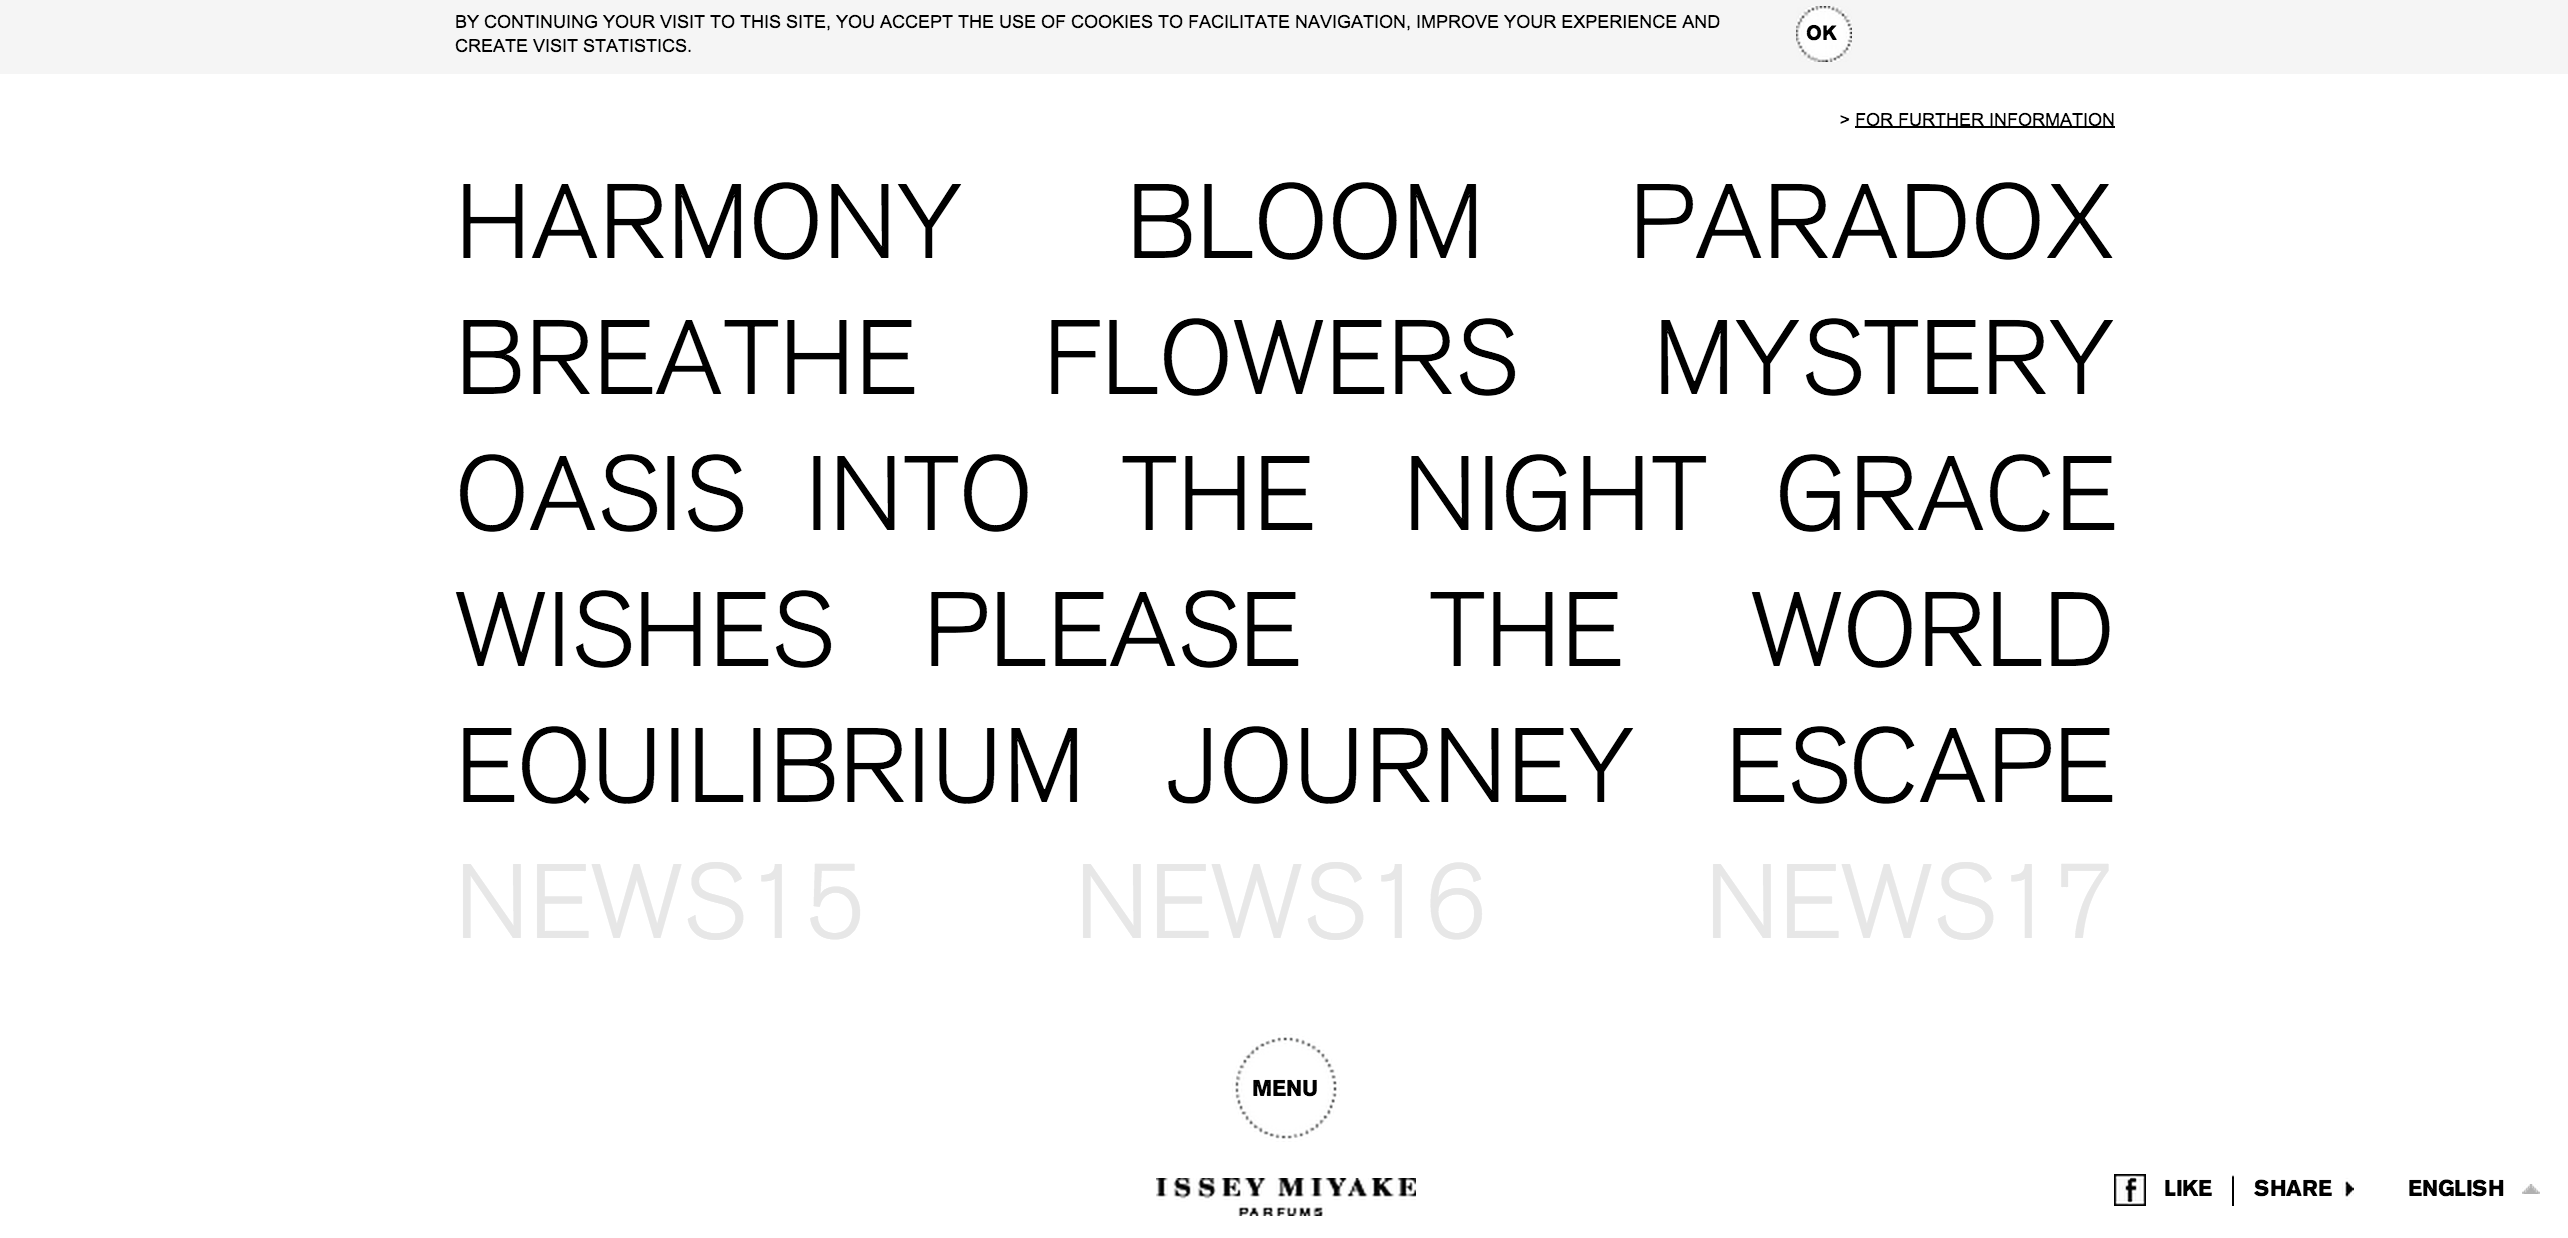 BY CONTINUING YOUR VISIT TO THIS SITE, YOU ACCEPT THE USE OF COOKIES TO FACILITATE NAVIGATION, IMPROVE YOUR EXPERIENCE AND
CREATE VISIT STATISTICS.
OK
> FOR FURTHER INFORMATION
HARMONY BLOOM PARADOX
BREATHE FLOWERS MYSTERY
OASIS INTO THE NIGHT GRACE
WISHES PLEASE THE WORLD
EQUILIBRIUM JOURNEY ESCAPE
NEWS15 NEWS16 NEWS17
MENU
ISSEY MIYAKE
PARFUMS
f LIKE | SHARE ENGLISH